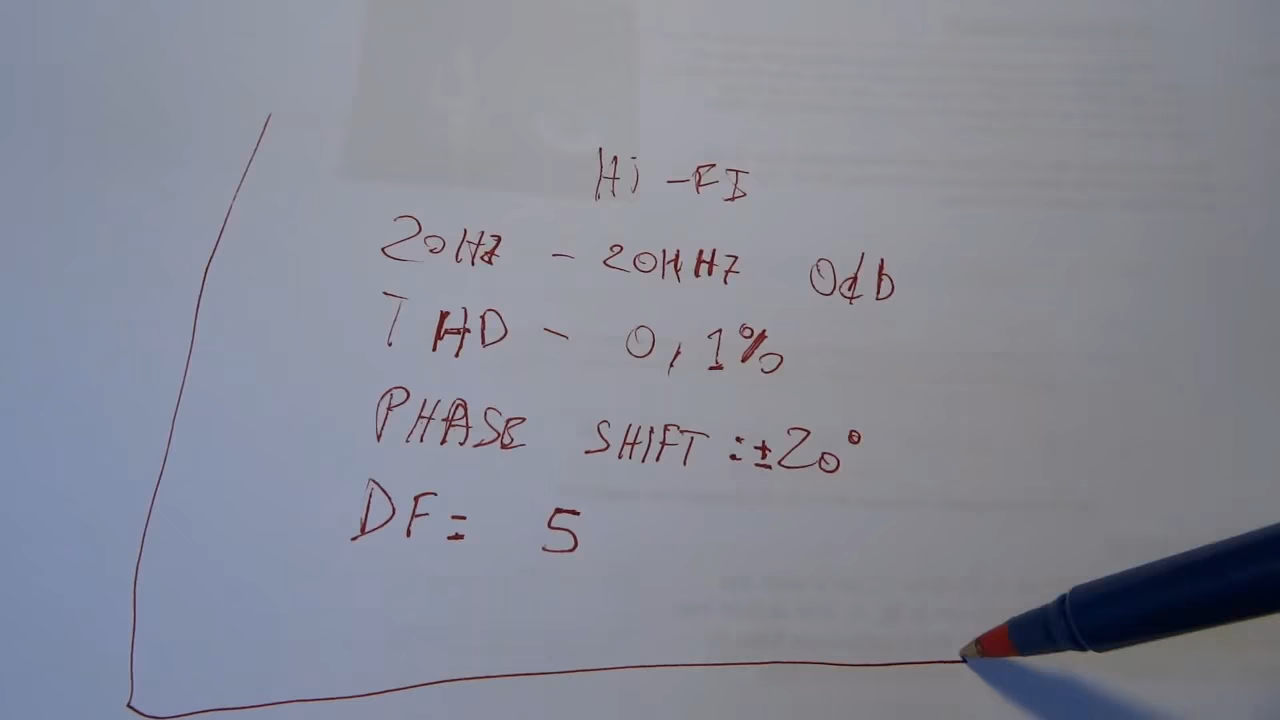 Hi-FI
20HZ - 20KHZ 0db
THD - 0,1%
PHASE SHIFT:±20°
DF= 5